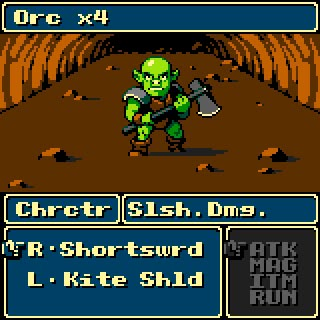 Orc x4
Chrctr
Slsh.Dmg.
R·Shortswrd
L·Kite Shld
ATK
MAG
ITM
RUN